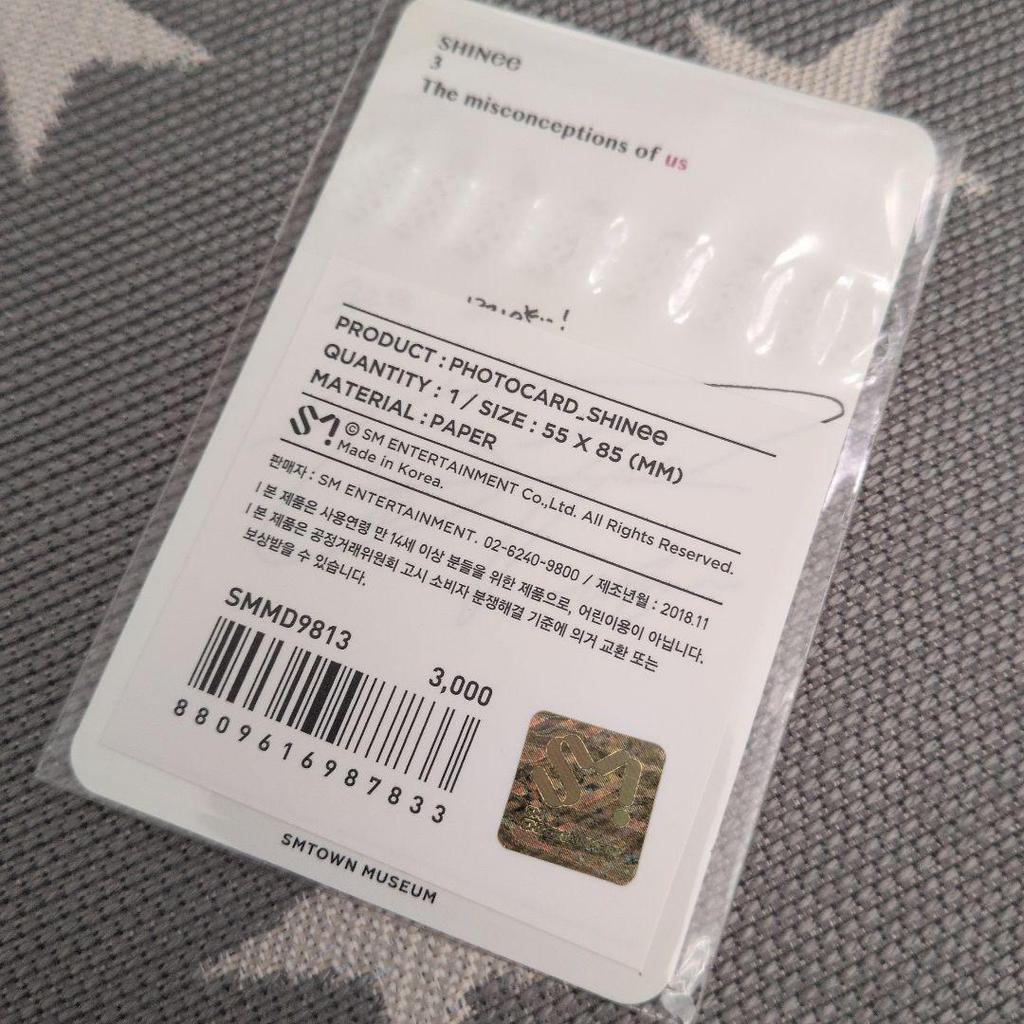 SHINee
3
The misconceptions of us
PRODUCT : PHOTOCARD_SHINee
QUANTITY : 1 / SIZE : 55 X 85 (MM)
MATERIAL : PAPER
SM
© SM ENTERTAINMENT Co.,Ltd. All Rights Reserved.
Made in Korea.
판매자 : SM ENTERTAINMENT. 02-6240-9800 / 제조년월 : 2018.11
l 본 제품은 사용연령 만 14세 이상 분들을 위한 제품으로, 어린이용이 아닙니다.
l 본 제품은 공정거래위원회 고시 소비자 분쟁해결 기준에 의거 교환 또는
보상받을 수 있습니다.
SMMD9813
3,000
8809616987833
SM
SMTOWN MUSEUM